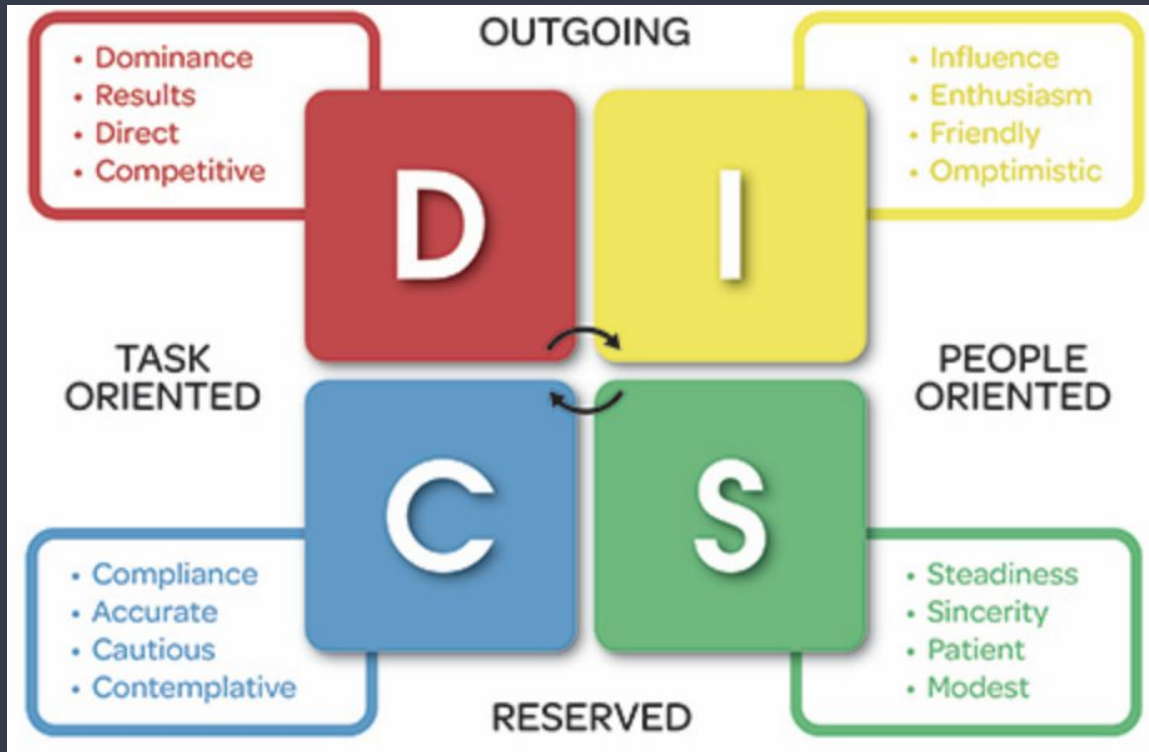 OUTGOING
• Dominance
• Results
• Direct
• Competitive
D
I
• Influence
• Enthusiasm
• Friendly
• Omptimistic
TASK
ORIENTED
PEOPLE
ORIENTED
C
S
• Compliance
• Accurate
• Cautious
• Contemplative
• Steadiness
• Sincerity
• Patient
• Modest
RESERVED